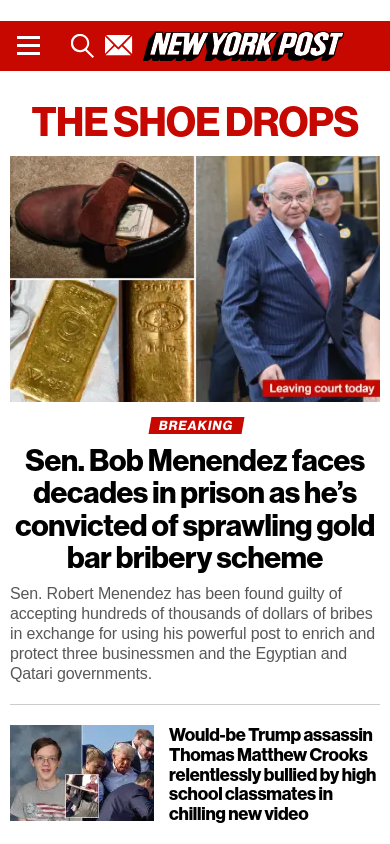 NEW YORK POST
THE SHOE DROPS
Leaving court today
BREAKING
Sen. Bob Menendez faces
decades in prison as he’s
convicted of sprawling gold
bar bribery scheme
Sen. Robert Menendez has been found guilty of
accepting hundreds of thousands of dollars of bribes
in exchange for using his powerful post to enrich and
protect three businessmen and the Egyptian and
Qatari governments.
Would-be Trump assassin
Thomas Matthew Crooks
relentlessly bullied by high
school classmates in
chilling new video